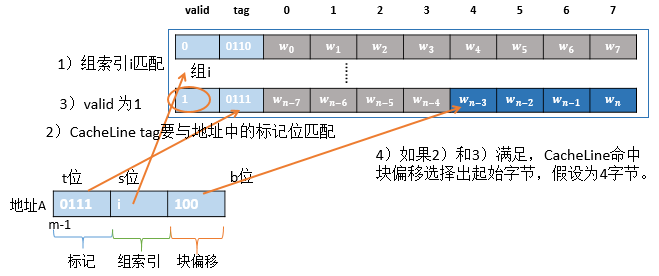 valid tag 0 1 2 3 4 5 6 7
0 0110 w0 w1 w2 w3 w4 w5 w6 w7
1）组索引i匹配
组i
3）valid 为1
1 0111 wn−7 wn−6 wn−5 wn−4 wn−3 wn−2 wn−1 wn
2）CacheLine tag要与地址中的标记位匹配
4）如果2）和3）满足，CacheLine命中
块偏移选择出起始字节，假设为4字节。
t位 s位 b位
地址A 0111 i 100
m-1
标记 组索引 块偏移